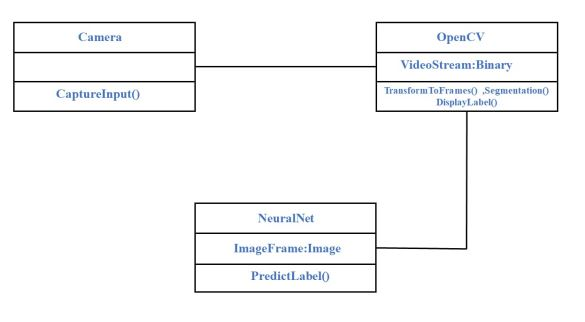 Camera
CaptureInput()
OpenCV
VideoStream:Binary
TransformToFrames() ,Segmentation()
DisplayLabel()
NeuralNet
ImageFrame:Image
PredictLabel()